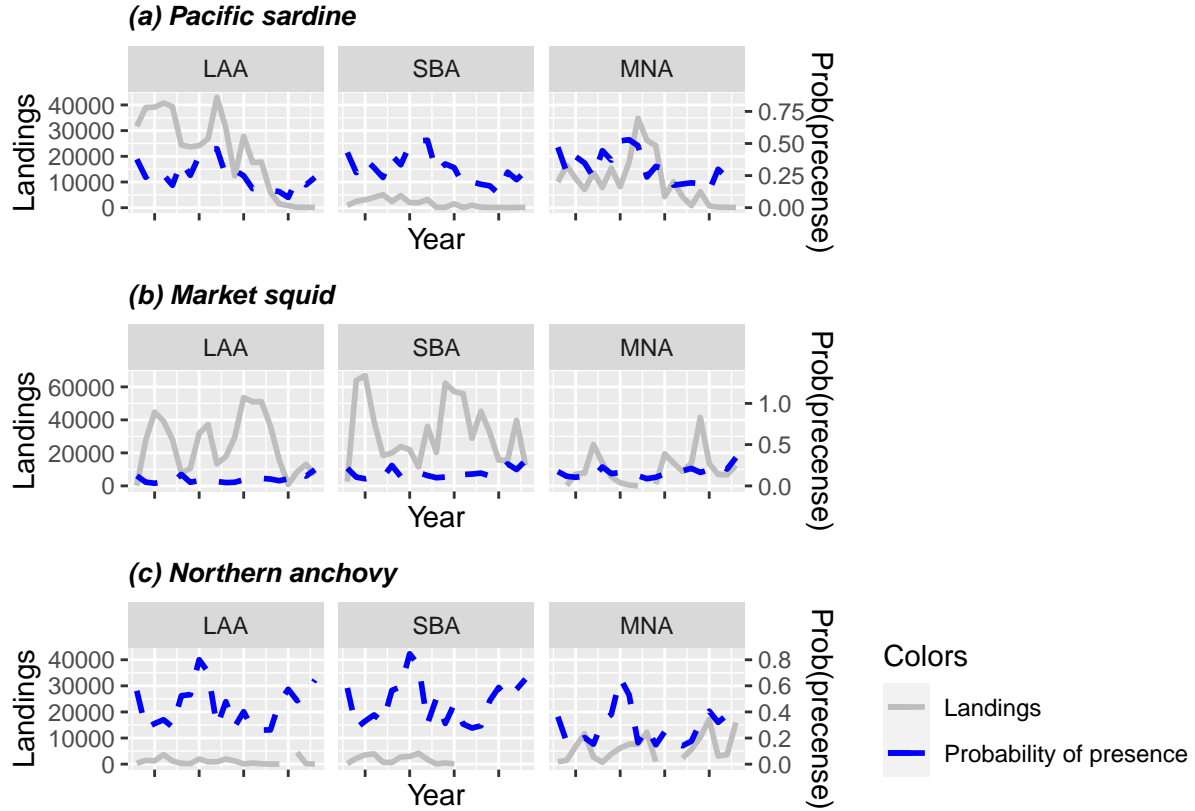 (a) Pacific sardine
LAA SBA MNA
Landings
40000
30000
20000
10000
0
0.75
0.50
0.25
0.00
Prob(precense)
Year
(b) Market squid
LAA SBA MNA
Landings
60000
40000
20000
0
1.0
0.5
0.0
Prob(precense)
Year
(c) Northern anchovy
LAA SBA MNA
Landings
40000
30000
20000
10000
0
0.8
0.6
0.4
0.2
0.0
Prob(precense)
Year
Colors
Landings
Probability of presence